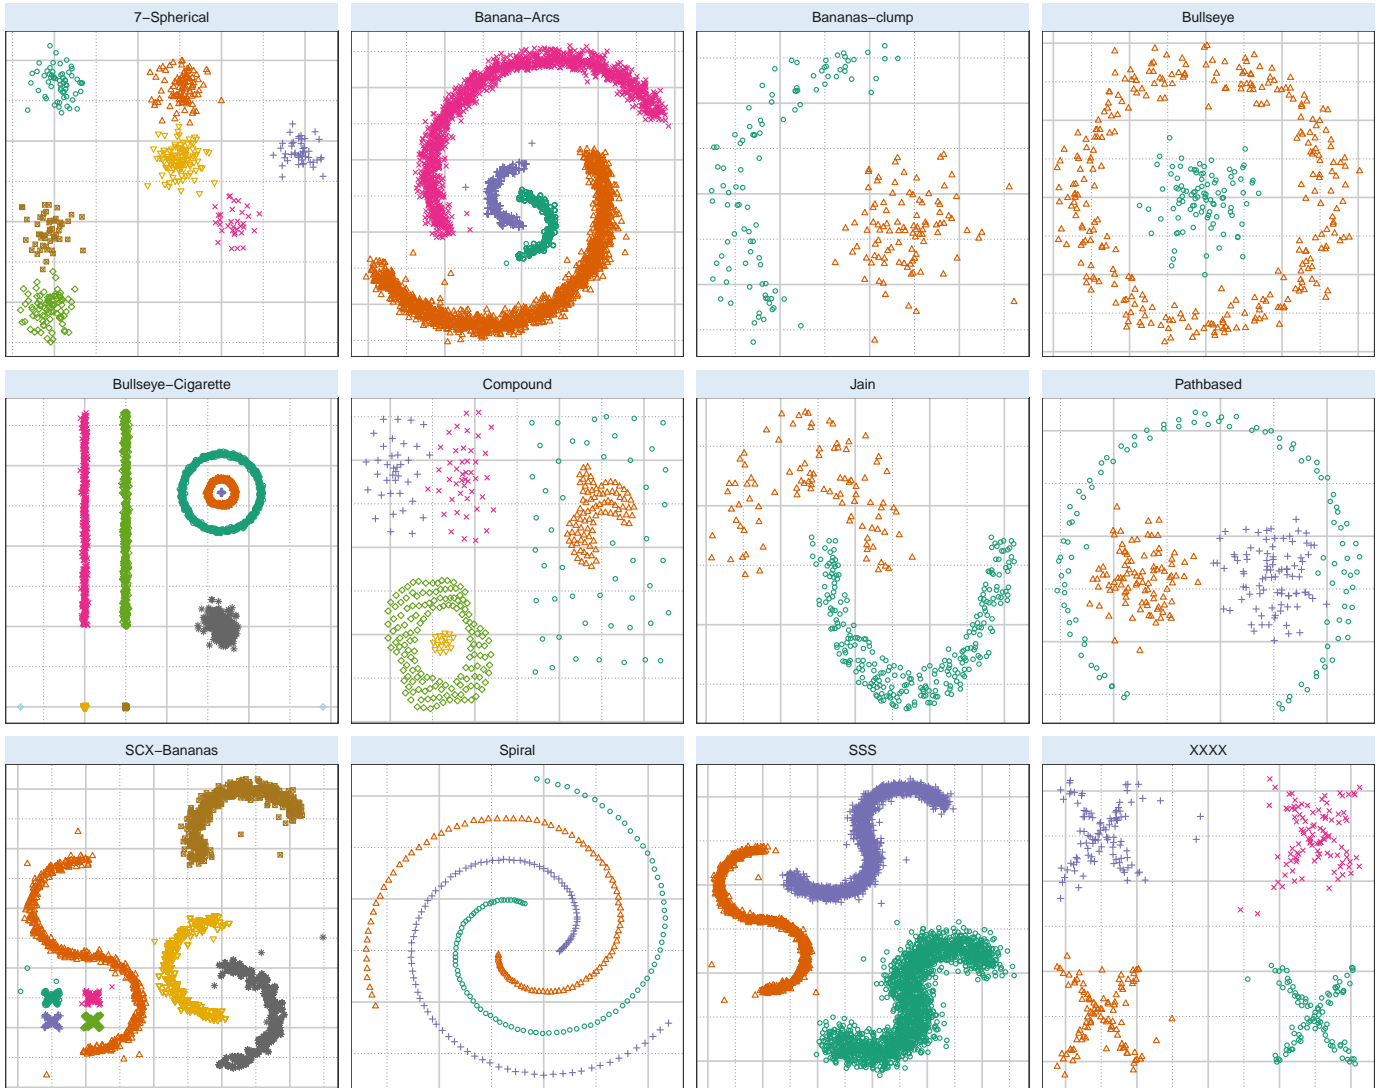 7−Spherical
Banana−Arcs
Bananas−clump
Bullseye
Bullseye−Cigarette
Compound
Jain
Pathbased
SCX−Bananas
Spiral
SSS
XXXX